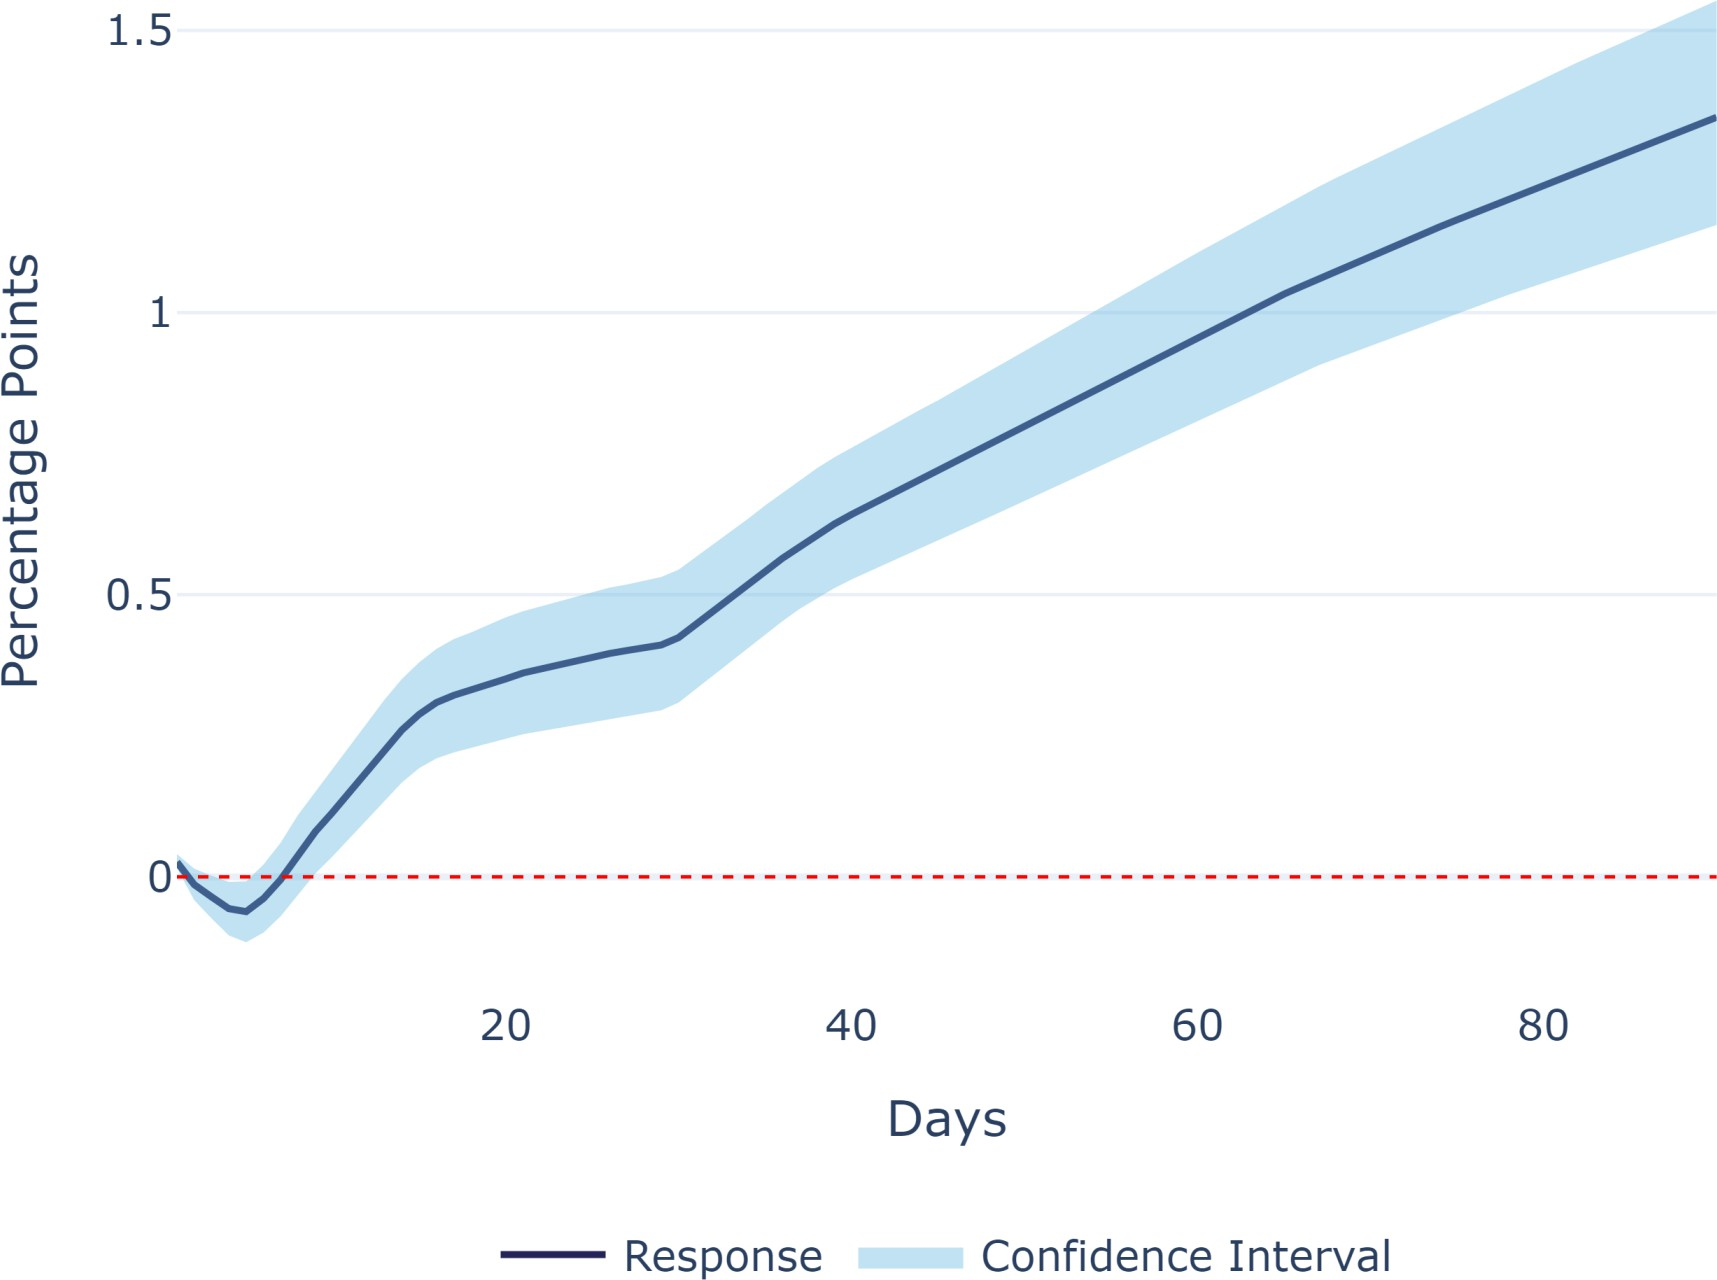 1.5
1
0.5
0
Percentage Points
20 40 60 80
Days
Response Confidence Interval